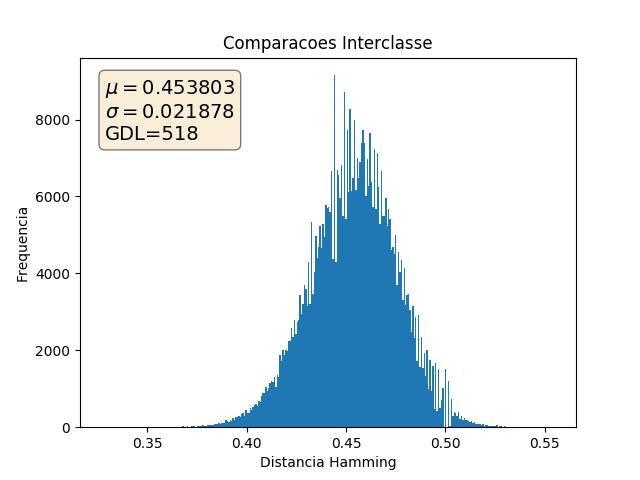 Comparacoes Interclasse
μ = 0.453803
σ = 0.021878
GDL=518
Frequencia
8000
6000
4000
2000
0
0.35 0.40 0.45 0.50 0.55
Distancia Hamming